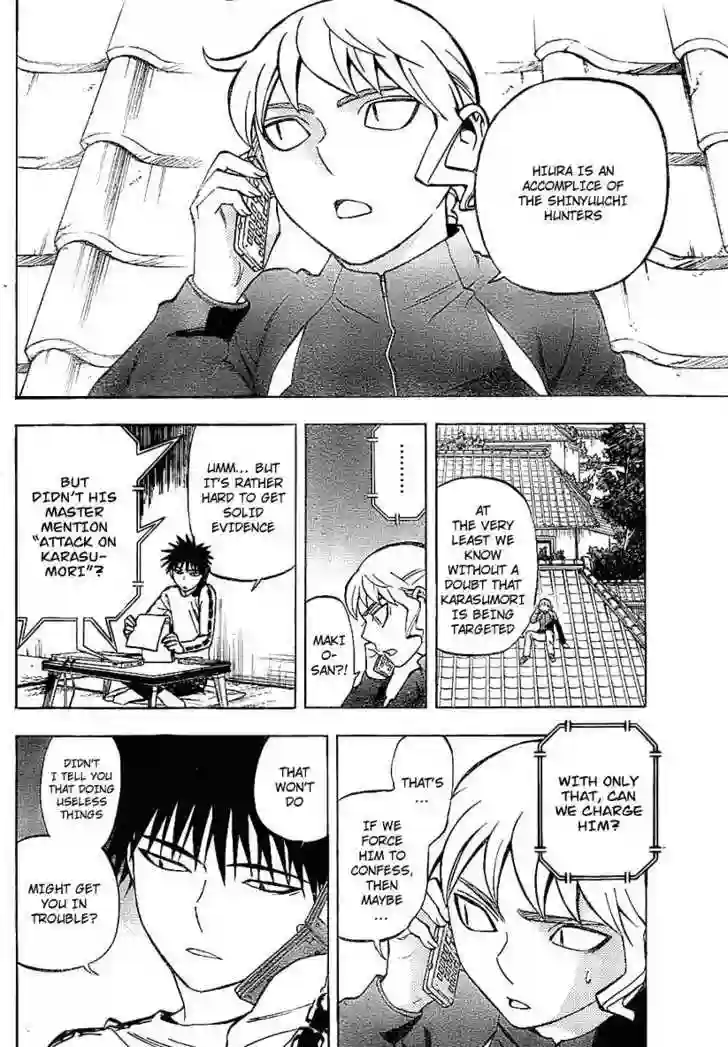 HIURA IS AN
ACCOMPLICE OF
THE SHINYUUCHI
HUNTERS
AT
THE VERY
LEAST WE
KNOW
WITHOUT A
DOUBT THAT
KARASUMORI
IS BEING
TARGETED
........
MAKI
O-
SAN?!
UMM... BUT
IT'S RATHER
HARD TO GET
SOLID
EVIDENCE
BUT
DIDN'T HIS
MASTER
MENTION
"ATTACK ON
KARASU-
MORI"?
WITH ONLY
THAT, CAN
WE CHARGE
HIM?
THAT'S
...
IF WE
FORCE
HIM TO
CONFESS,
THEN
MAYBE
...
THAT
WON'T
DO
DIDN'T
I TELL YOU
THAT DOING
USELESS
THINGS
MIGHT GET
YOU IN
TROUBLE?